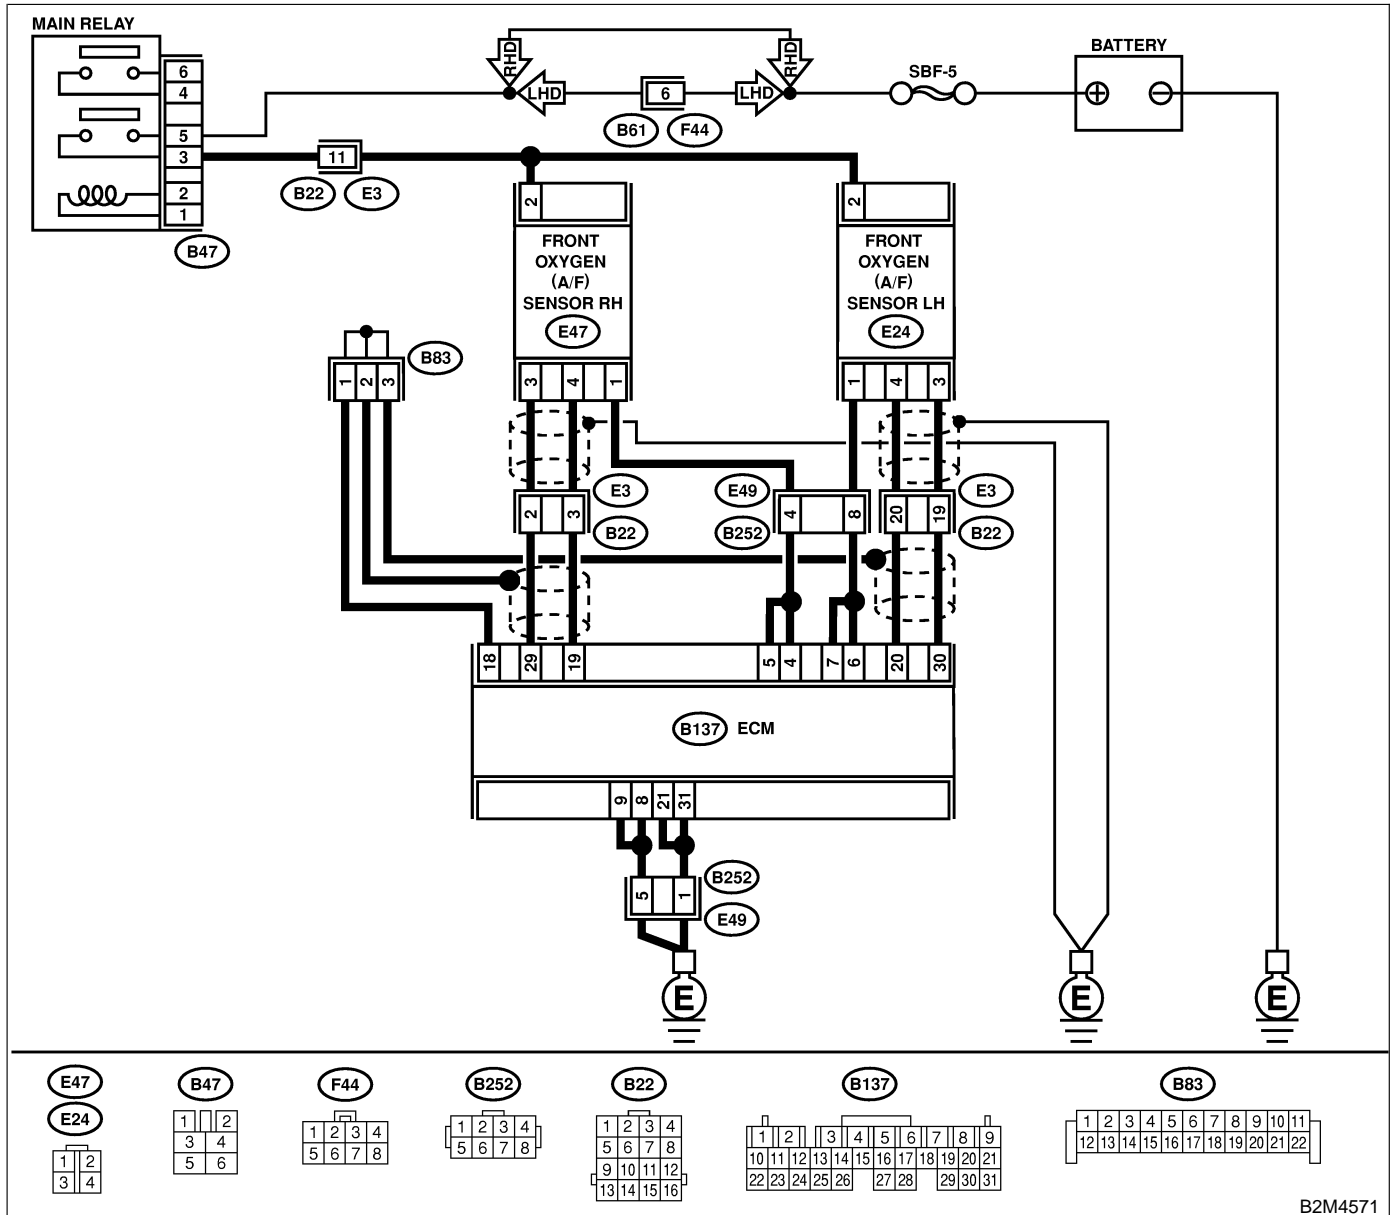 MAIN RELAY
6
4
5
3
2
1
B47
11
B22 E3
RHD RHD
LHD 6 LHD
B61 F44
SBF-5
BATTERY
2
FRONT
OXYGEN
(A/F)
SENSOR RH
E47
3 4 1
2
FRONT
OXYGEN
(A/F)
SENSOR LH
E24
1 4 3
B83
1 2 3
E3
2 3
B22
E49
4 8
B252
E3
20 19
B22
18 29 19 5 4 7 6 20 30
B137 ECM
9 8 21 31
B252
5 1
E49
E E E
E47
E24
1 2
3 4
B47
1 2
3 4
5 6
F44
1 2 3 4
5 6 7 8
B252
1 2 3 4
5 6 7 8
B22
1 2 3 4
5 6 7 8
9 10 11 12
13 14 15 16
B137
1 2 3 4 5 6 7 8 9
10 11 12 13 14 15 16 17 18 19 20 21
22 23 24 25 26 27 28 29 30 31
B83
1 2 3 4 5 6 7 8 9 10 11
12 13 14 15 16 17 18 19 20 21 22
B2M4571